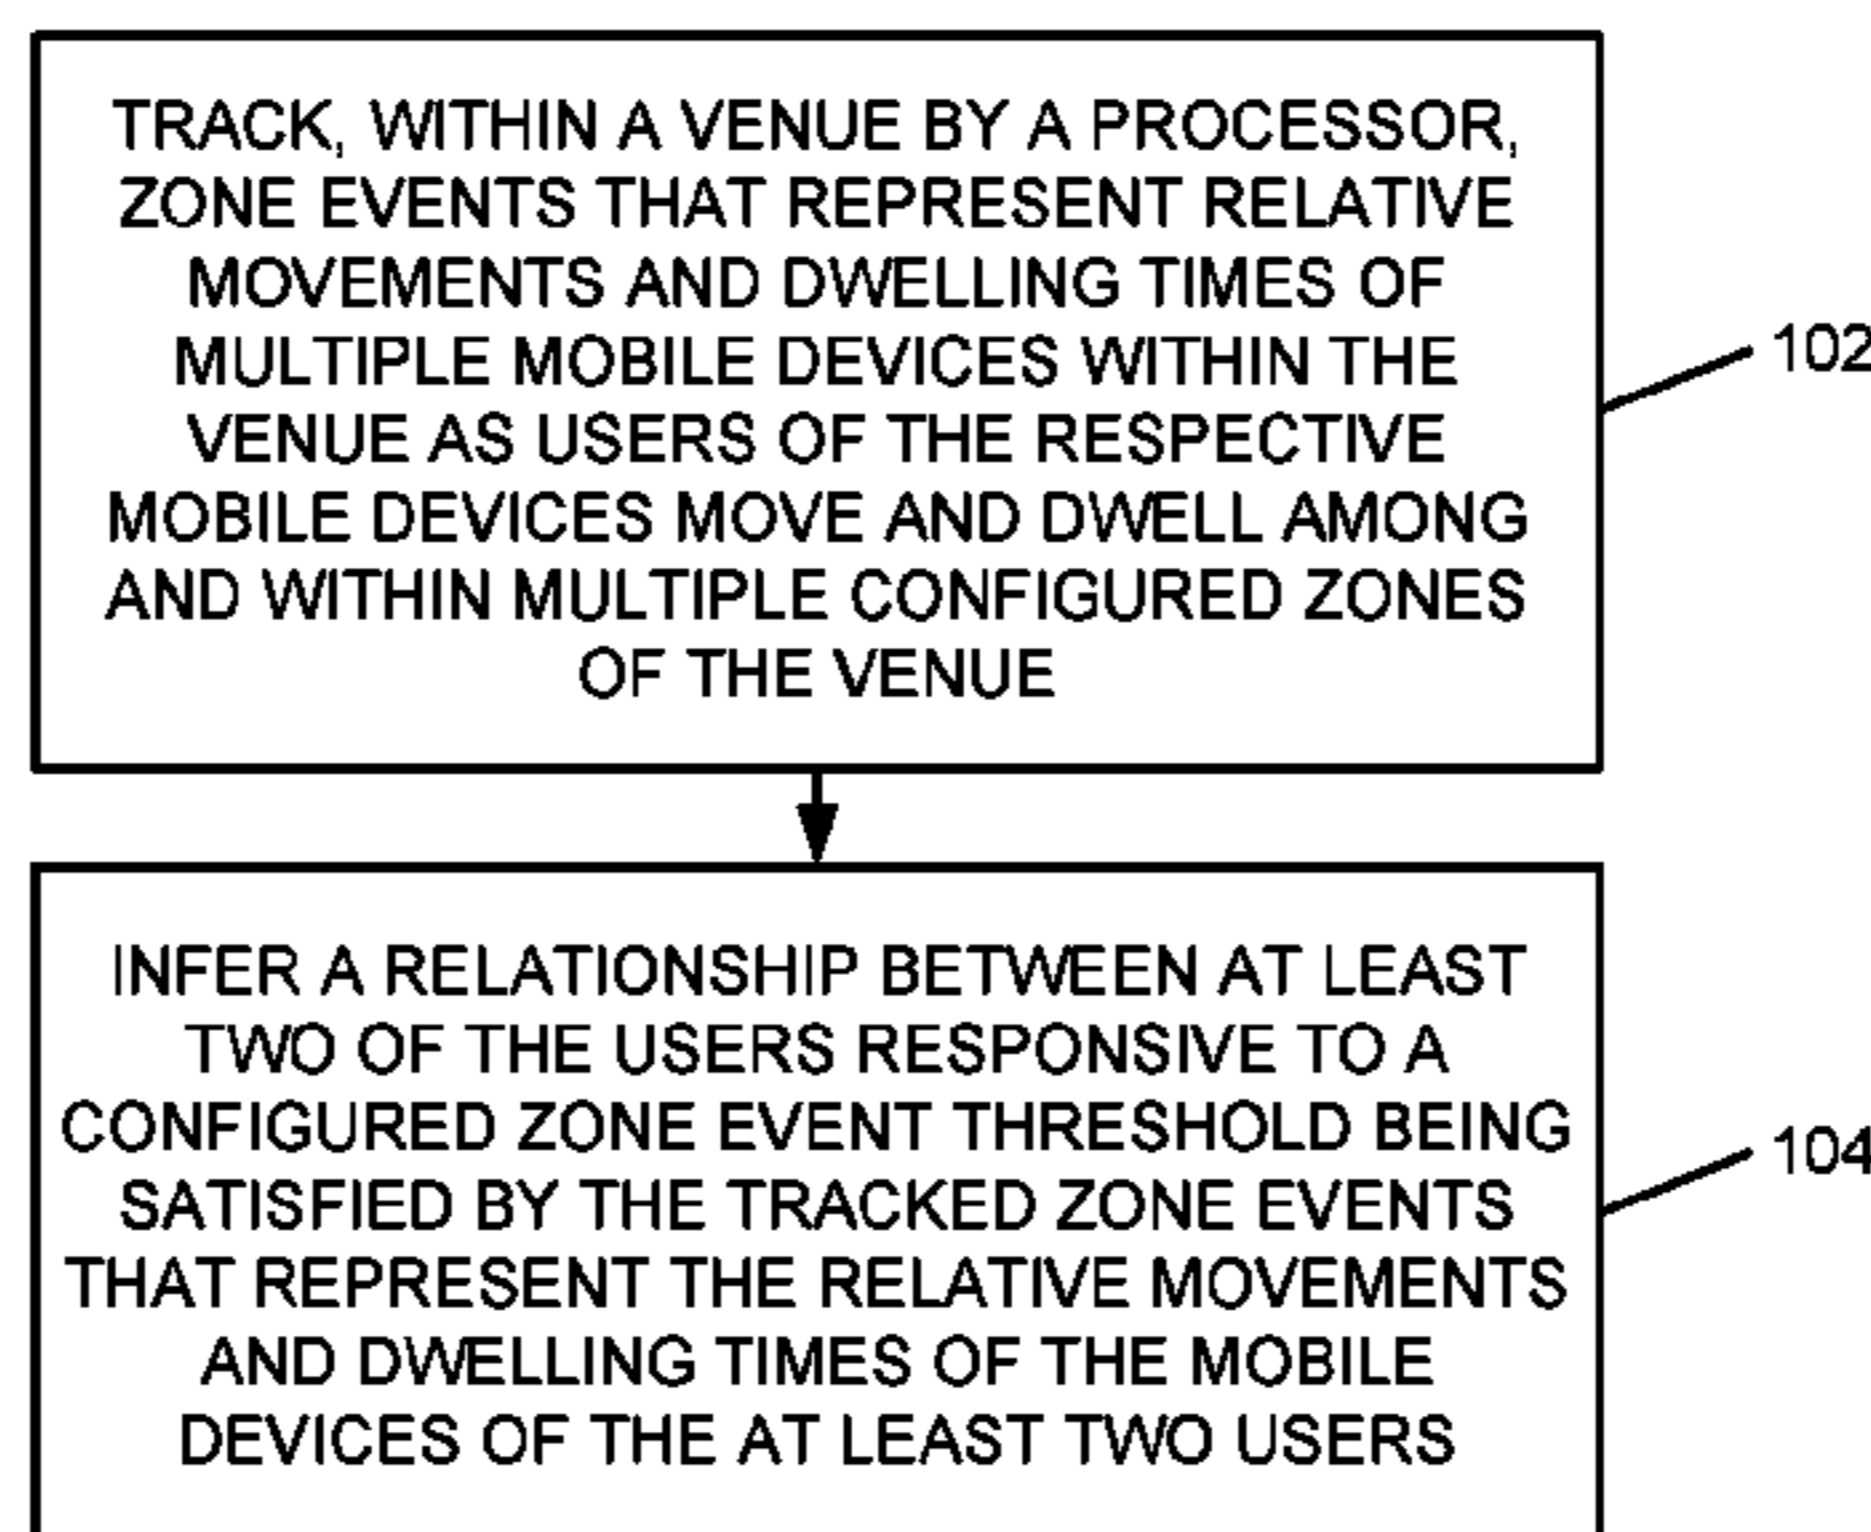 TRACK, WITHIN A VENUE BY A PROCESSOR,
ZONE EVENTS THAT REPRESENT RELATIVE
MOVEMENTS AND DWELLING TIMES OF
MULTIPLE MOBILE DEVICES WITHIN THE
VENUE AS USERS OF THE RESPECTIVE
MOBILE DEVICES MOVE AND DWELL AMONG
AND WITHIN MULTIPLE CONFIGURED ZONES
OF THE VENUE
102
INFER A RELATIONSHIP BETWEEN AT LEAST
TWO OF THE USERS RESPONSIVE TO A
CONFIGURED ZONE EVENT THRESHOLD BEING
SATISFIED BY THE TRACKED ZONE EVENTS
THAT REPRESENT THE RELATIVE MOVEMENTS
AND DWELLING TIMES OF THE MOBILE
DEVICES OF THE AT LEAST TWO USERS
104